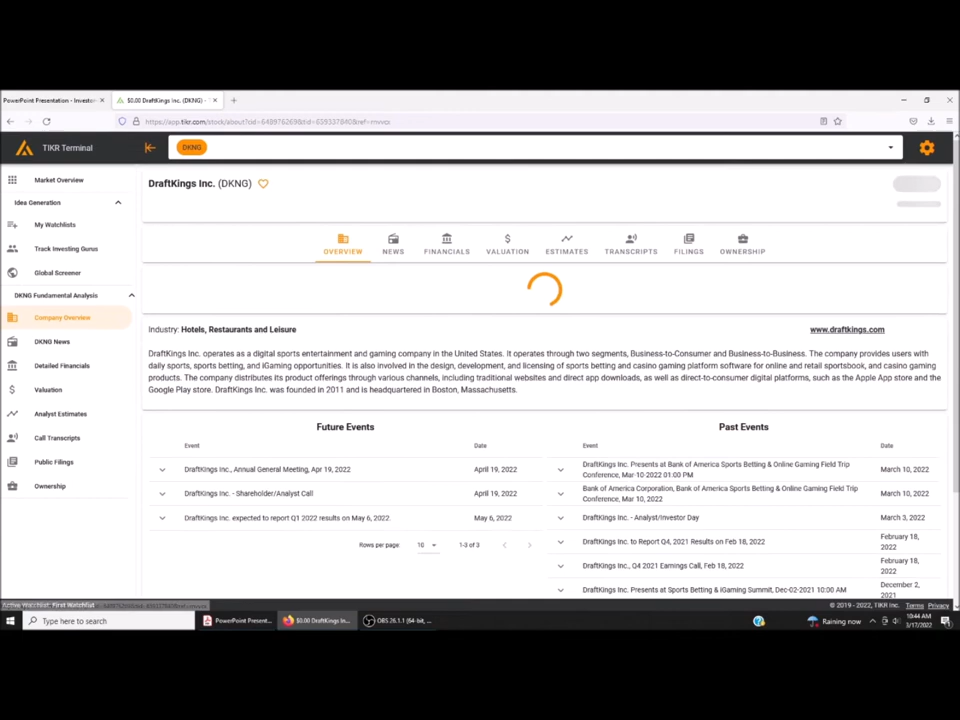 PowerPoint Presentation - Investor
$0.00 DraftKings Inc. (DKNG) -
TIKR Terminal
DKNG
Market Overview
Idea Generation
My Watchlists
Track Investing Gurus
Global Screener
DKNG Fundamental Analysis
Company Overview
DKNG News
Detailed Financials
Valuation
Analyst Estimates
Call Transcripts
Public Filings
Ownership
DraftKings Inc. (DKNG)
OVERVIEW
NEWS
FINANCIALS
VALUATION
ESTIMATES
TRANSCRIPTS
FILINGS
OWNERSHIP
Industry: Hotels, Restaurants and Leisure
www.draftkings.com
DraftKings Inc. operates as a digital sports entertainment and gaming company in the United States. It operates through two segments, Business-to-Consumer and Business-to-Business. The company provides users with
daily sports, sports betting, and iGaming opportunities. It is also involved in the design, development, and licensing of sports betting and casino gaming platform software for online and retail sportsbook, and casino gaming
products. The company distributes its product offerings through various channels, including traditional websites and direct app downloads, as well as direct-to-consumer digital platforms, such as the Apple App store and the
Google Play store. DraftKings Inc. was founded in 2011 and is headquartered in Boston, Massachusetts.
Future Events
Event Date
DraftKings Inc., Annual General Meeting, Apr 19, 2022 April 19, 2022
DraftKings Inc. - Shareholder/Analyst Call April 19, 2022
DraftKings Inc. expected to report Q1 2022 results on May 6, 2022 May 6, 2022
Rows per page 10 1-3 of 3
Past Events
Event Date
DraftKings Inc. Presents at Bank of America Sports Betting & Online Gaming Field Trip
Conference, Mar-10-2022 01:00 PM
March 10, 2022
Bank of America Corporation, Bank of America Sports Betting & Online Gaming Field Trip
Conference, Mar 10, 2022
March 10, 2022
DraftKings Inc. - Analyst/Investor Day March 3, 2022
DraftKings Inc. to Report Q4, 2021 Results on Feb 18, 2022
February 18,
2022
DraftKings Inc., Q4 2021 Earnings Call, Feb 18, 2022
February 18,
2022
DraftKings Inc. Presents at Sports Betting & iGaming Summit, Dec-02-2021 10:00 AM
December 2,
2021
Active Watchlist: First Watchlist
© 2019 - 2022, TIKR Inc. Terms Privacy
Type here to search
PowerPoint Present...
$0.00 DraftKings In...
OBS 26.1.1 (64-bit, ...
Raining now
10:44 AM
3/17/2022